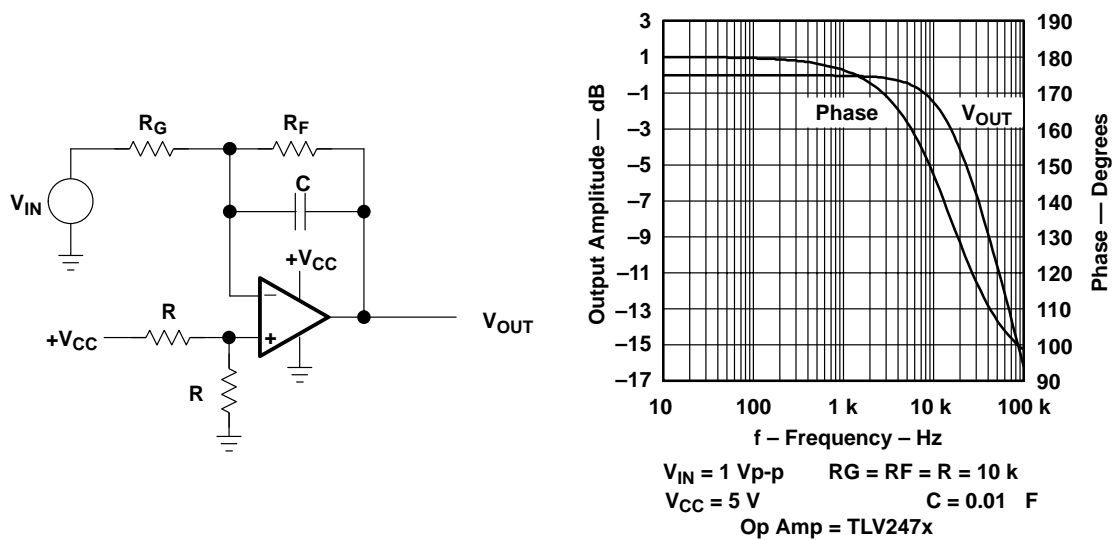 RG
RF
C
VIN
+VCC
−
+
R
+VCC
R
VOUT
3
1
–1
–3
–5
–7
–9
–11
–13
–15
–17
Output Amplitude — dB
190
180
170
160
150
140
130
120
110
100
90
Phase — Degrees
Phase
VOUT
10
100
1 k
10 k
100 k
f – Frequency – Hz
VIN = 1 Vp-p RG = RF = R = 10 k
VCC = 5 V C = 0.01 F
Op Amp = TLV247x